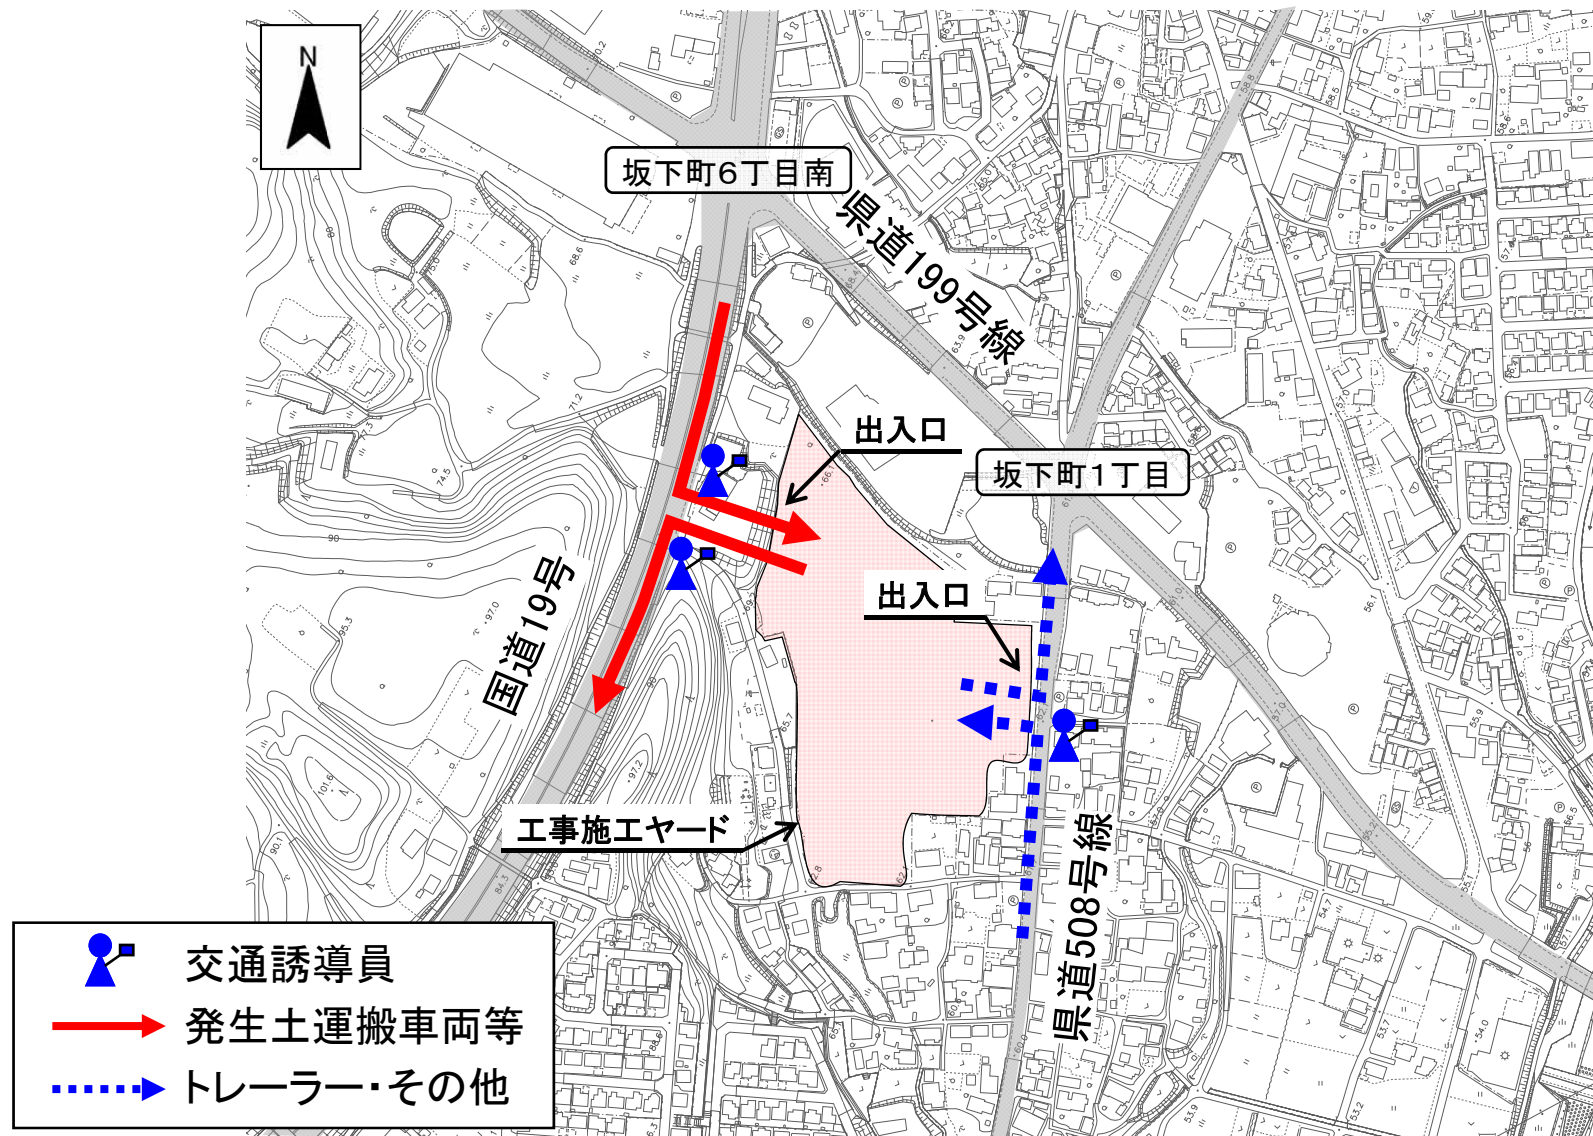 N
坂下町6丁目南
県道199号線
出入口
坂下町1丁目
国道19号
出入口
工事施工ヤード
県道508号線
交通誘導員
発生土運搬車両等
トレーラー・その他